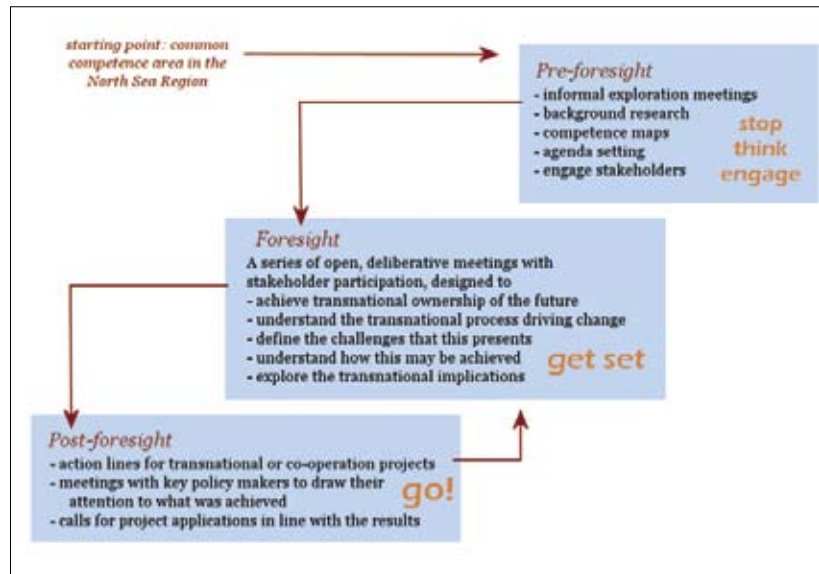 starting point: common
competence area in the
North Sea Region
Pre-foresight
- informal exploration meetings
- background research
- competence maps
- agenda setting
- engage stakeholders
stop
think
engage
Foresight
A series of open, deliberative meetings with
stakeholder participation, designed to
- achieve transnational ownership of the future
- understand the transnational process driving change
- define the challenges that this presents
- understand how this may be achieved
- explore the transnational implications
get set
Post-foresight
- action lines for transnational or co-operation projects
- meetings with key policy makers to draw their
attention to what was achieved
- calls for project applications in line with the results
go!